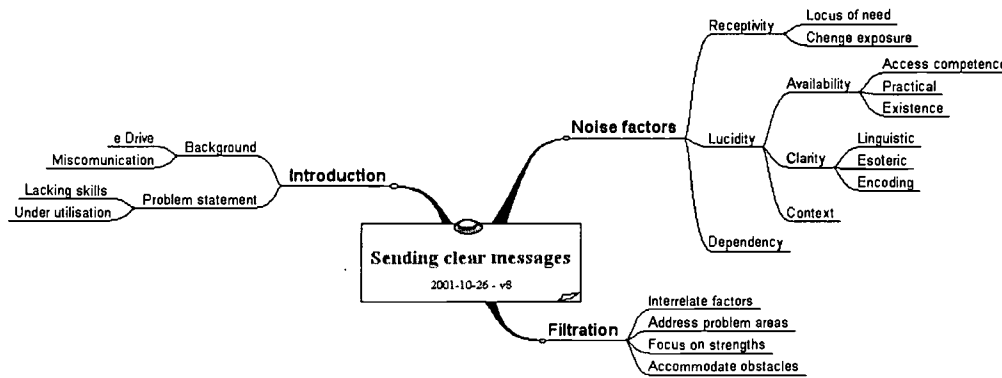 Sending clear messages
2001-10-26 - v8
Introduction
Background
e Drive
Miscomunication
Problem statement
Lacking skills
Under utilisation
Noise factors
Receptivity
Locus of need
Chenge exposure
Lucidity
Availability
Access competence
Practical
Existence
Clarity
Linguistic
Esoteric
Encoding
Context
Dependency
Filtration
Interrelate factors
Address problem areas
Focus on strengths
Accommodate obstacles